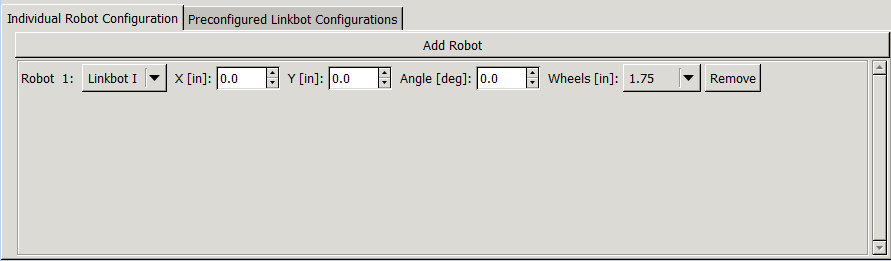 Individual Robot Configuration Preconfigured Linkbot Configurations
Add Robot
Robot 1: Linkbot I X [in]: 0.0 Y [in]: 0.0 Angle [deg]: 0.0 Wheels [in]: 1.75 Remove